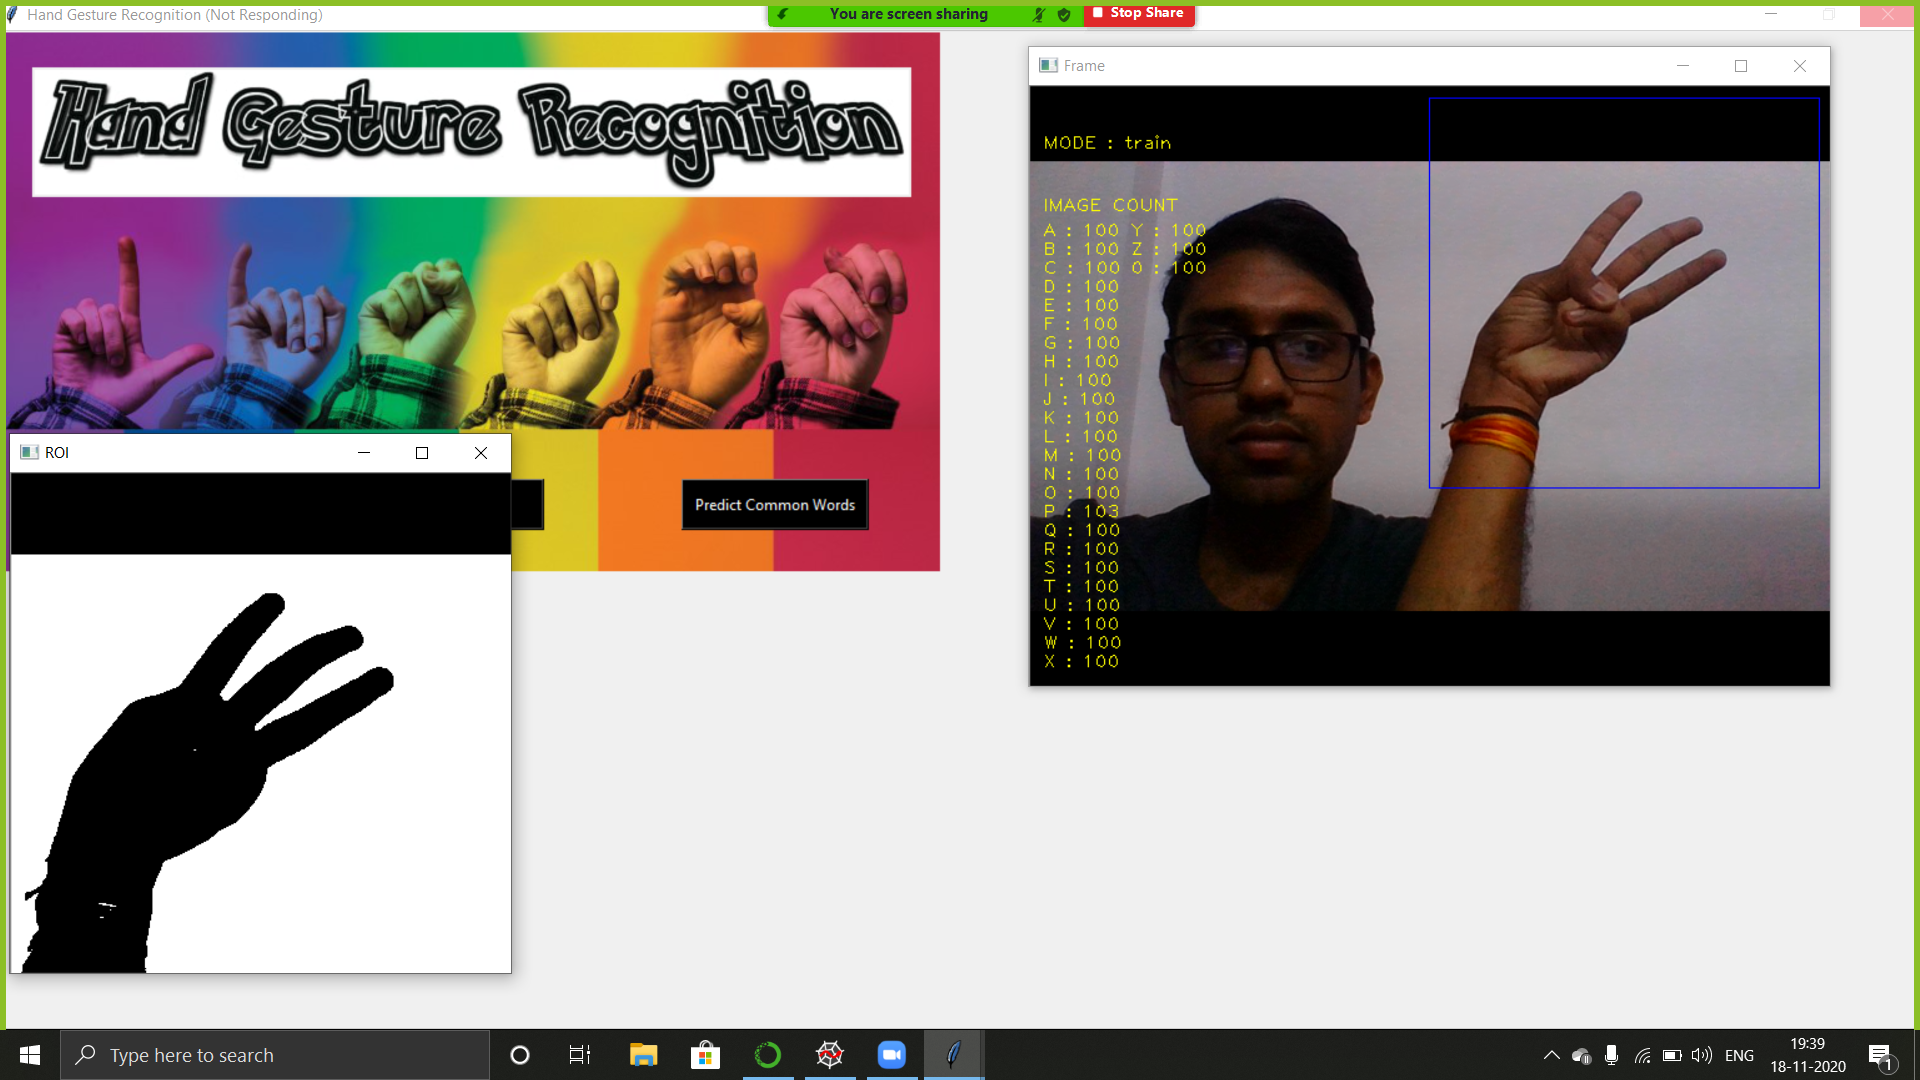 Hand Gesture Recognition (Not Responding)
You are screen sharing
Stop Share
Hand Gesture Recognition
Predict Common Words
ROI
Frame
MODE : train
IMAGE COUNT
A : 100 Y : 100
B : 100 Z : 100
C : 100 0 : 100
D : 100
E : 100
F : 100
G : 100
H : 100
I : 100
J : 100
K : 100
L : 100
M : 100
N : 100
O : 100
P : 103
Q : 100
R : 100
S : 100
T : 100
U : 100
V : 100
W : 100
X : 100
Type here to search
ENG
19:39
18-11-2020
1